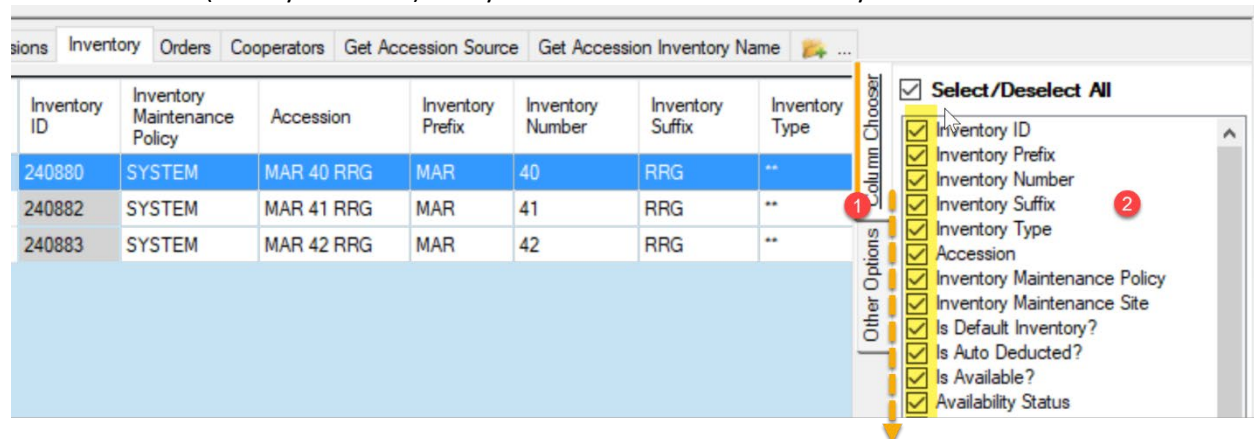 sions Inventory Orders Cooperators Get Accession Source Get Accession Inventory Name ...
Inventory ID Inventory Maintenance Policy Accession Inventory Prefix Inventory Number Inventory Suffix Inventory Type
240880 SYSTEM MAR 40 RRG MAR 40 RRG **
240882 SYSTEM MAR 41 RRG MAR 41 RRG **
240883 SYSTEM MAR 42 RRG MAR 42 RRG **
Column Chooser
Other Options
1
Select/Deselect All
Inventory ID
Inventory Prefix
Inventory Number
Inventory Suffix
2
Inventory Type
Accession
Inventory Maintenance Policy
Inventory Maintenance Site
Is Default Inventory?
Is Auto Deducted?
Is Available?
Availability Status